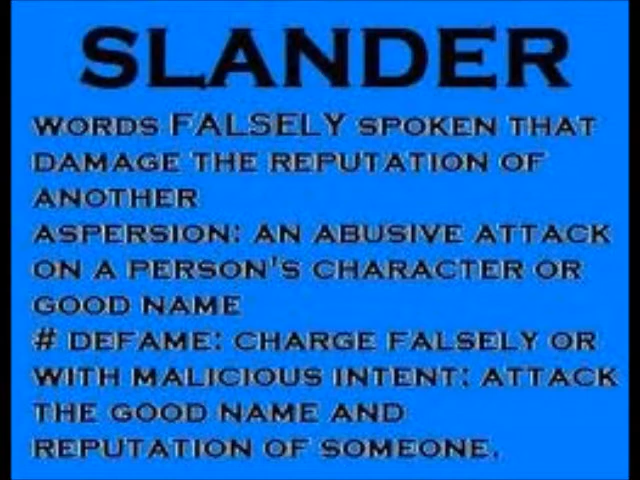 SLANDER
WORDS FALSELY SPOKEN THAT
DAMAGE THE REPUTATION OF
ANOTHER
ASPERSION: AN ABUSIVE ATTACK
ON A PERSON'S CHARACTER OR
GOOD NAME
# DEFAME: CHARGE FALSELY OR
WITH MALICIOUS INTENT: ATTACK
THE GOOD NAME AND
REPUTATION OF SOMEONE.